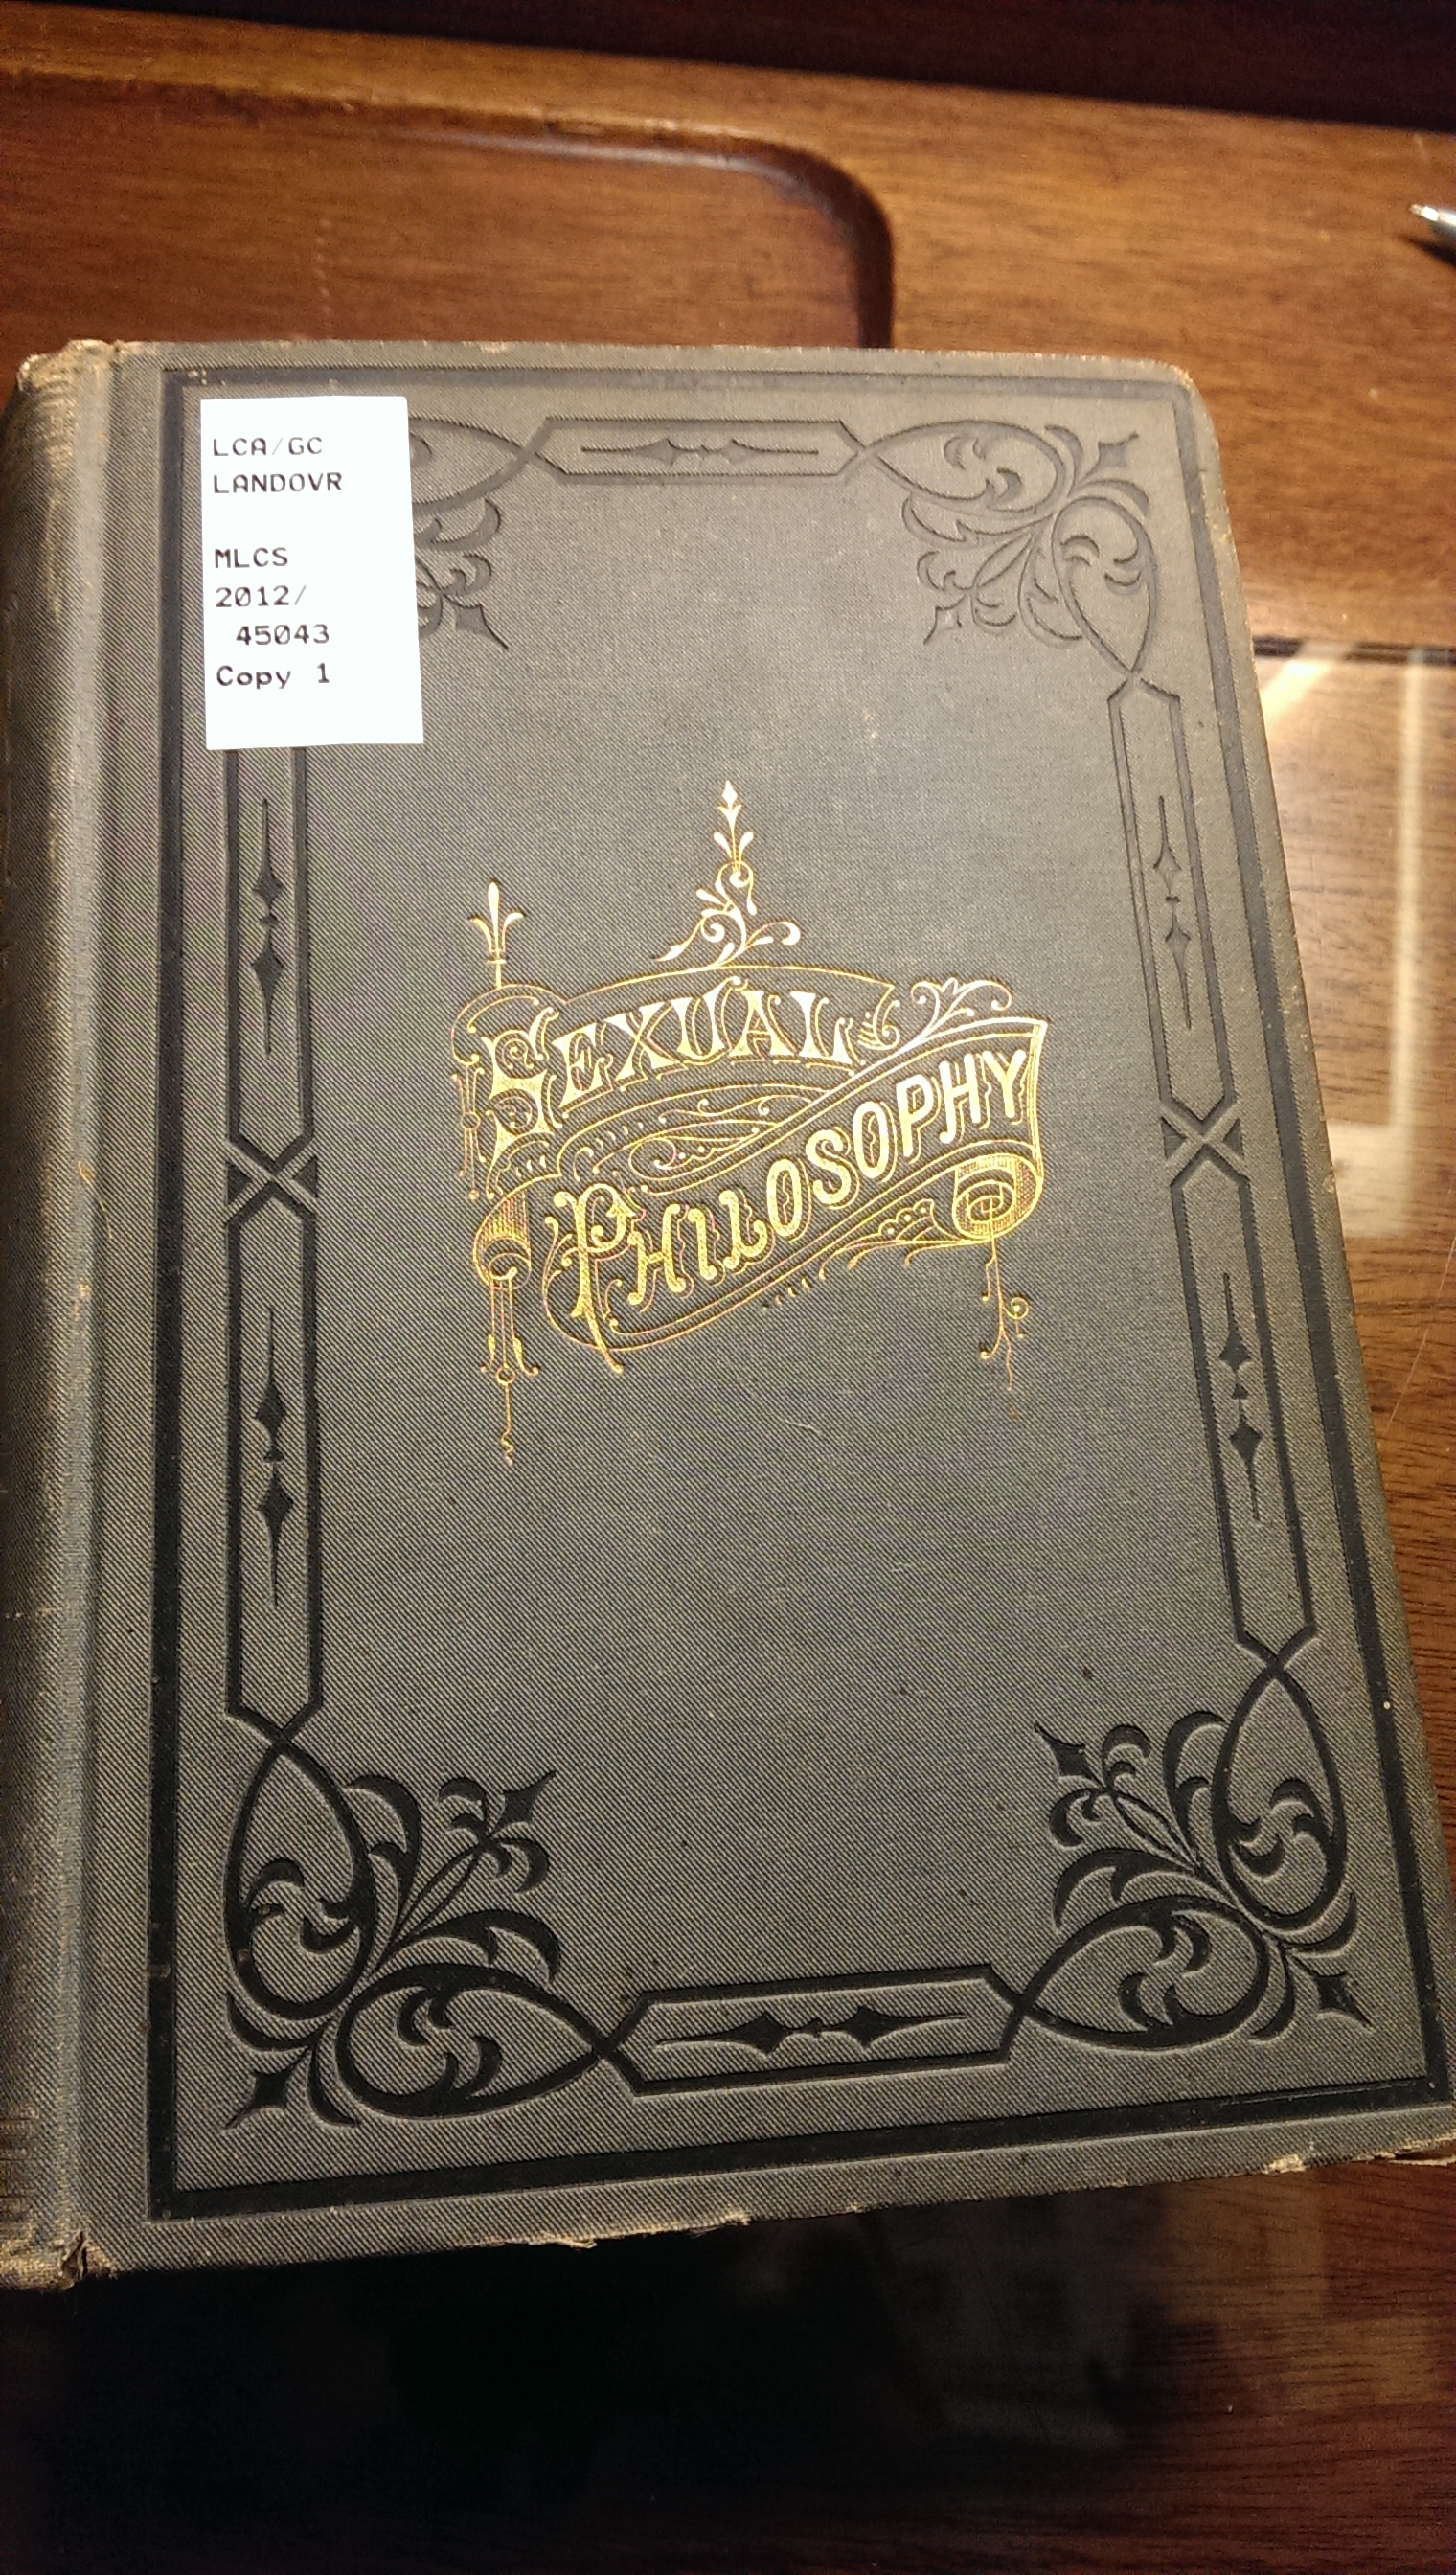 LCA/GC
LANDOVR
MLCS
2012/
45043
Copy 1
SEXUAL
PHILOSOPHY